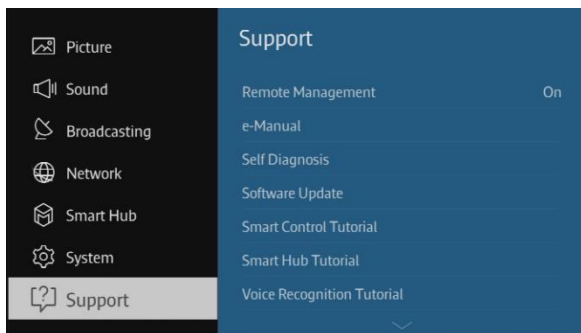 Picture
Sound
Broadcasting
Network
Smart Hub
System
[?] Support
Support
Remote Management On
e-Manual
Self Diagnosis
Software Update
Smart Control Tutorial
Smart Hub Tutorial
Voice Recognition Tutorial